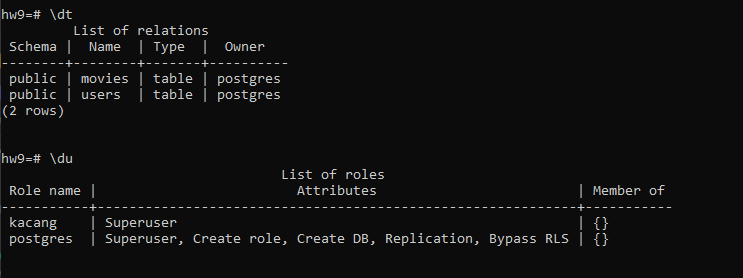 hw9=# \dt
         List of relations
 Schema |  Name  | Type  |  Owner
--------+--------+-------+----------
 public | movies | table | postgres
 public | users  | table | postgres
(2 rows)
hw9=# \du
                                   List of roles
 Role name |                         Attributes                         | Member of
-----------+------------------------------------------------------------+-----------
 kacang    | Superuser                                                  | {}
 postgres  | Superuser, Create role, Create DB, Replication, Bypass RLS | {}